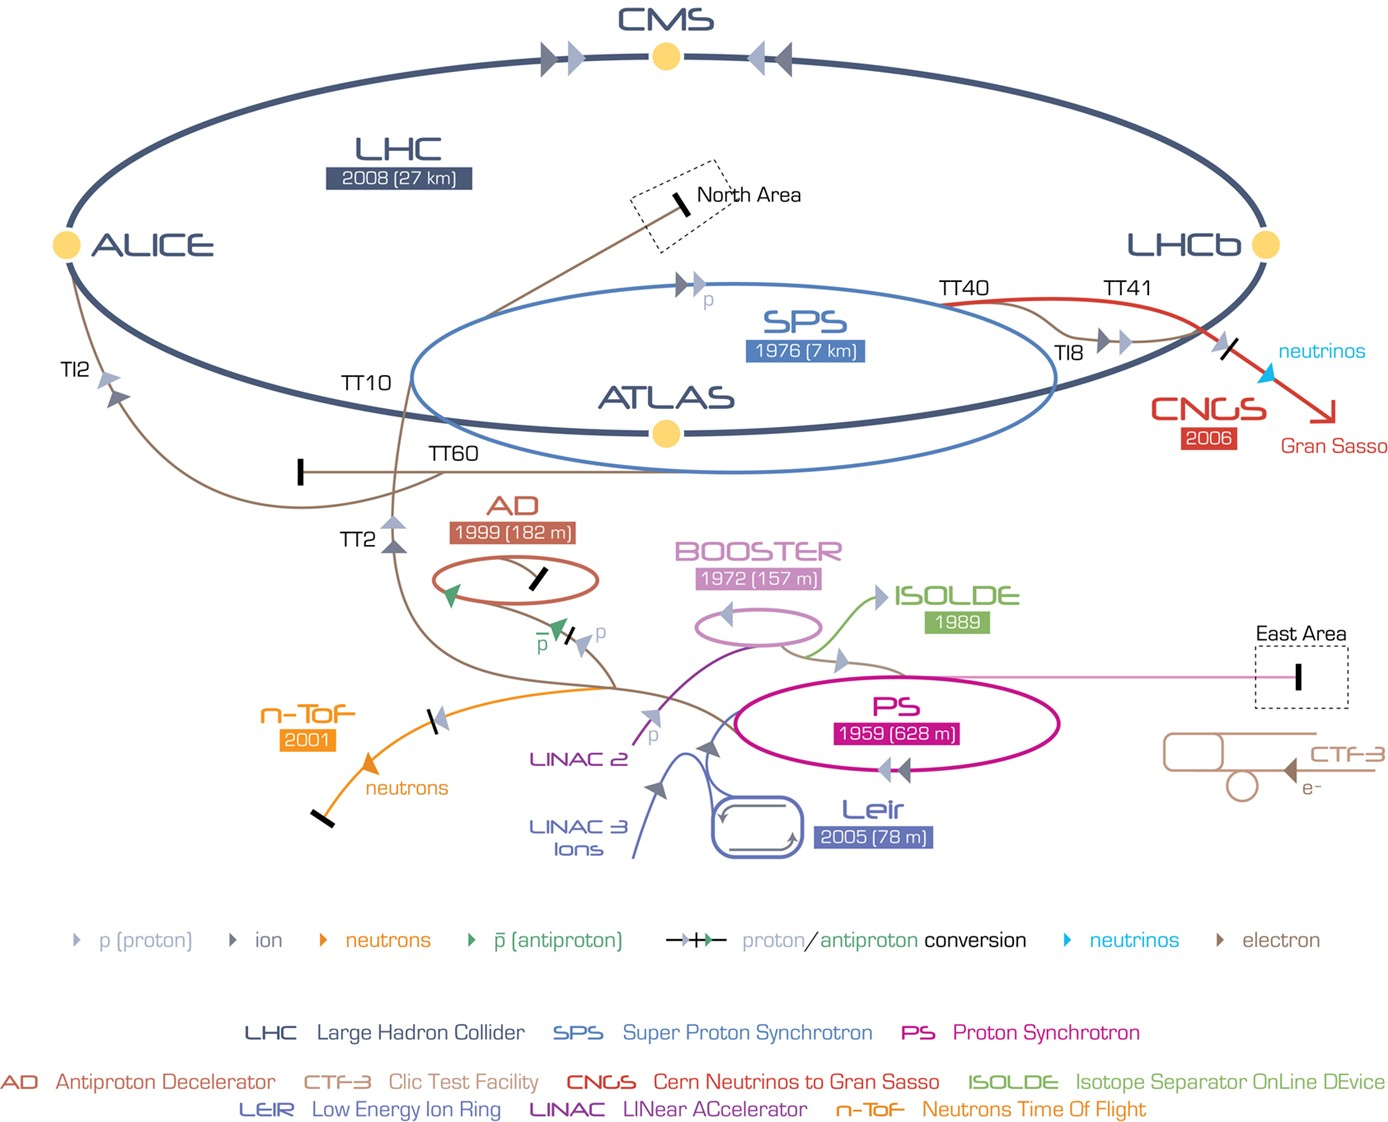 CMS
LHC
2008 (27 km)
North Area
ALICE
LHCb
TT40
TT41
p
SPS
1976 (7 km)
TI8
neutrinos
TI2
TT10
ATLAS
CNGS
2006
Gran Sasso
TT60
AD
1999 (182 m)
TT2
BOOSTER
1972 (157 m)
ISOLDE
1989
p
p̄
East Area
n-ToF
2001
PS
1959 (628 m)
p
LINAC 2
neutrons
CTF3
e-
LINAC 3
Ions
Leir
2005 (78 m)
p (proton) ion neutrons p̄ (antiproton) proton/antiproton conversion neutrinos electron
LHC Large Hadron Collider SPS Super Proton Synchrotron PS Proton Synchrotron
AD Antiproton Decelerator CTF-3 Clic Test Facility CNGS Cern Neutrinos to Gran Sasso ISOLDE Isotope Separator OnLine DEvice
LEIR Low Energy Ion Ring LINAC LINear ACcelerator n-ToF Neutrons Time Of Flight